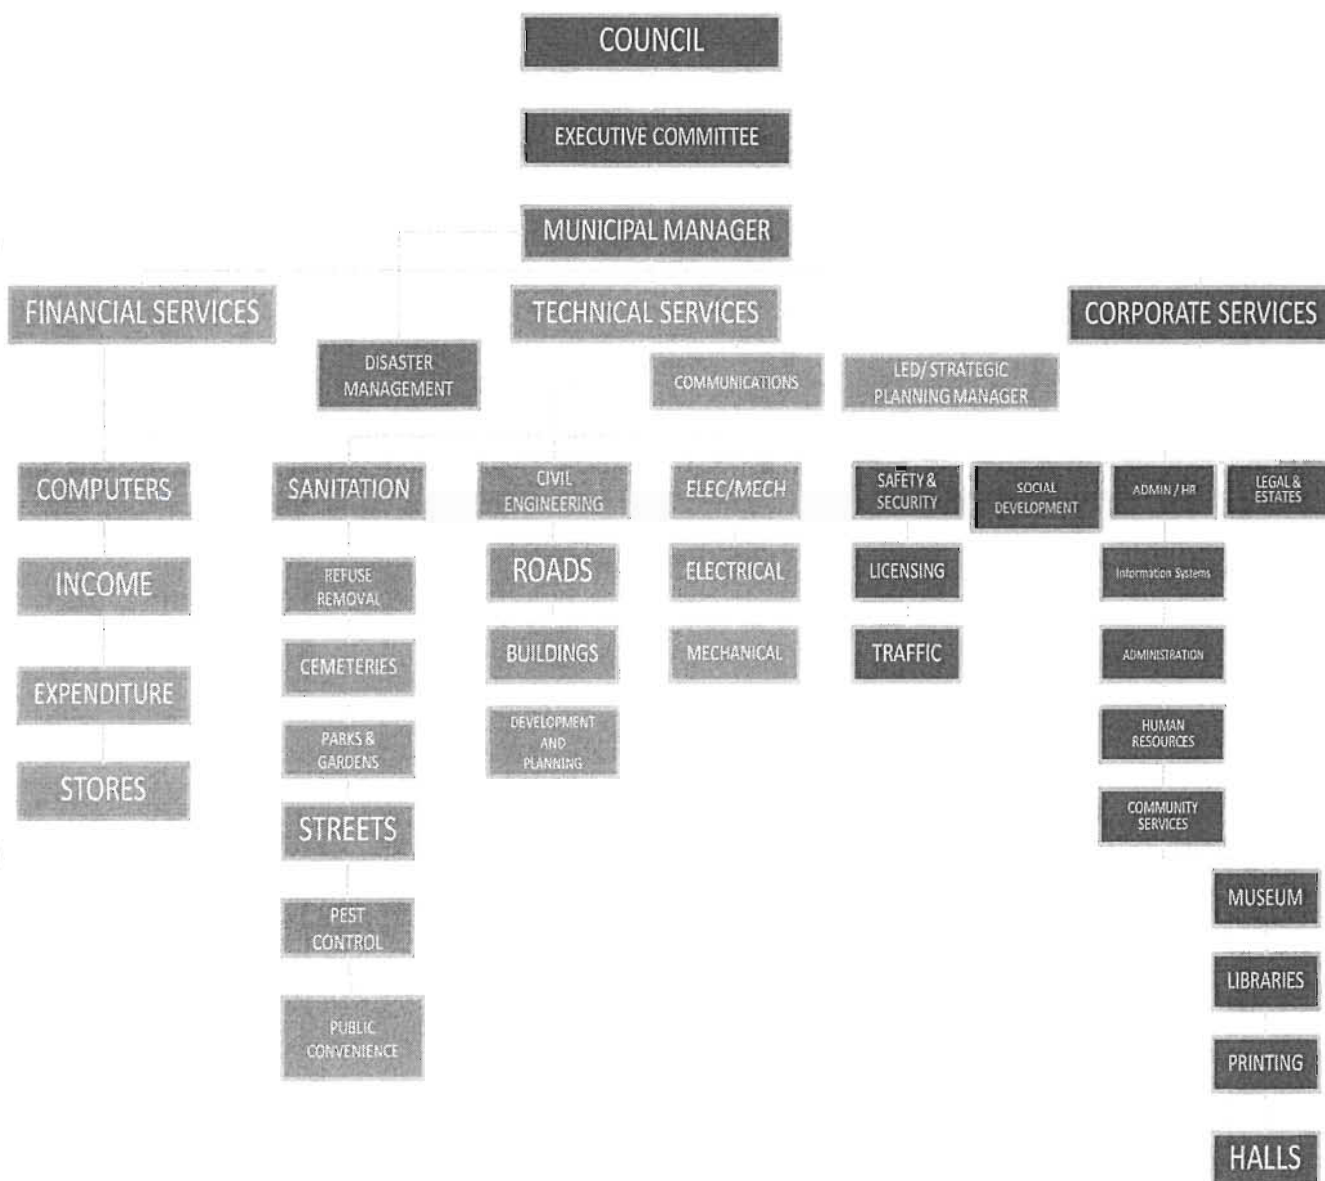 COUNCIL
EXECUTIVE COMMITTEE
MUNICIPAL MANAGER
FINANCIAL SERVICES
TECHNICAL SERVICES
CORPORATE SERVICES
DISASTER
MANAGEMENT
COMMUNICATIONS
LED/ STRATEGIC
PLANNING MANAGER
COMPUTERS
SANITATION
CIVIL
ENGINEERING
ELEC/MECH
SAFETY &
SECURITY
SOCIAL
DEVELOPMENT
ADMIN / HR
LEGAL &
ESTATES
INCOME
REFUSE
REMOVAL
ROADS
ELECTRICAL
LICENSING
Information Systems
EXPENDITURE
CEMETERIES
BUILDINGS
MECHANICAL
TRAFFIC
ADMINISTRATION
STORES
PARKS &
GARDENS
DEVELOPMENT
AND
PLANNING
HUMAN
RESOURCES
STREETS
COMMUNITY
SERVICES
PEST
CONTROL
MUSEUM
PUBLIC
CONVENIENCE
LIBRARIES
PRINTING
HALLS